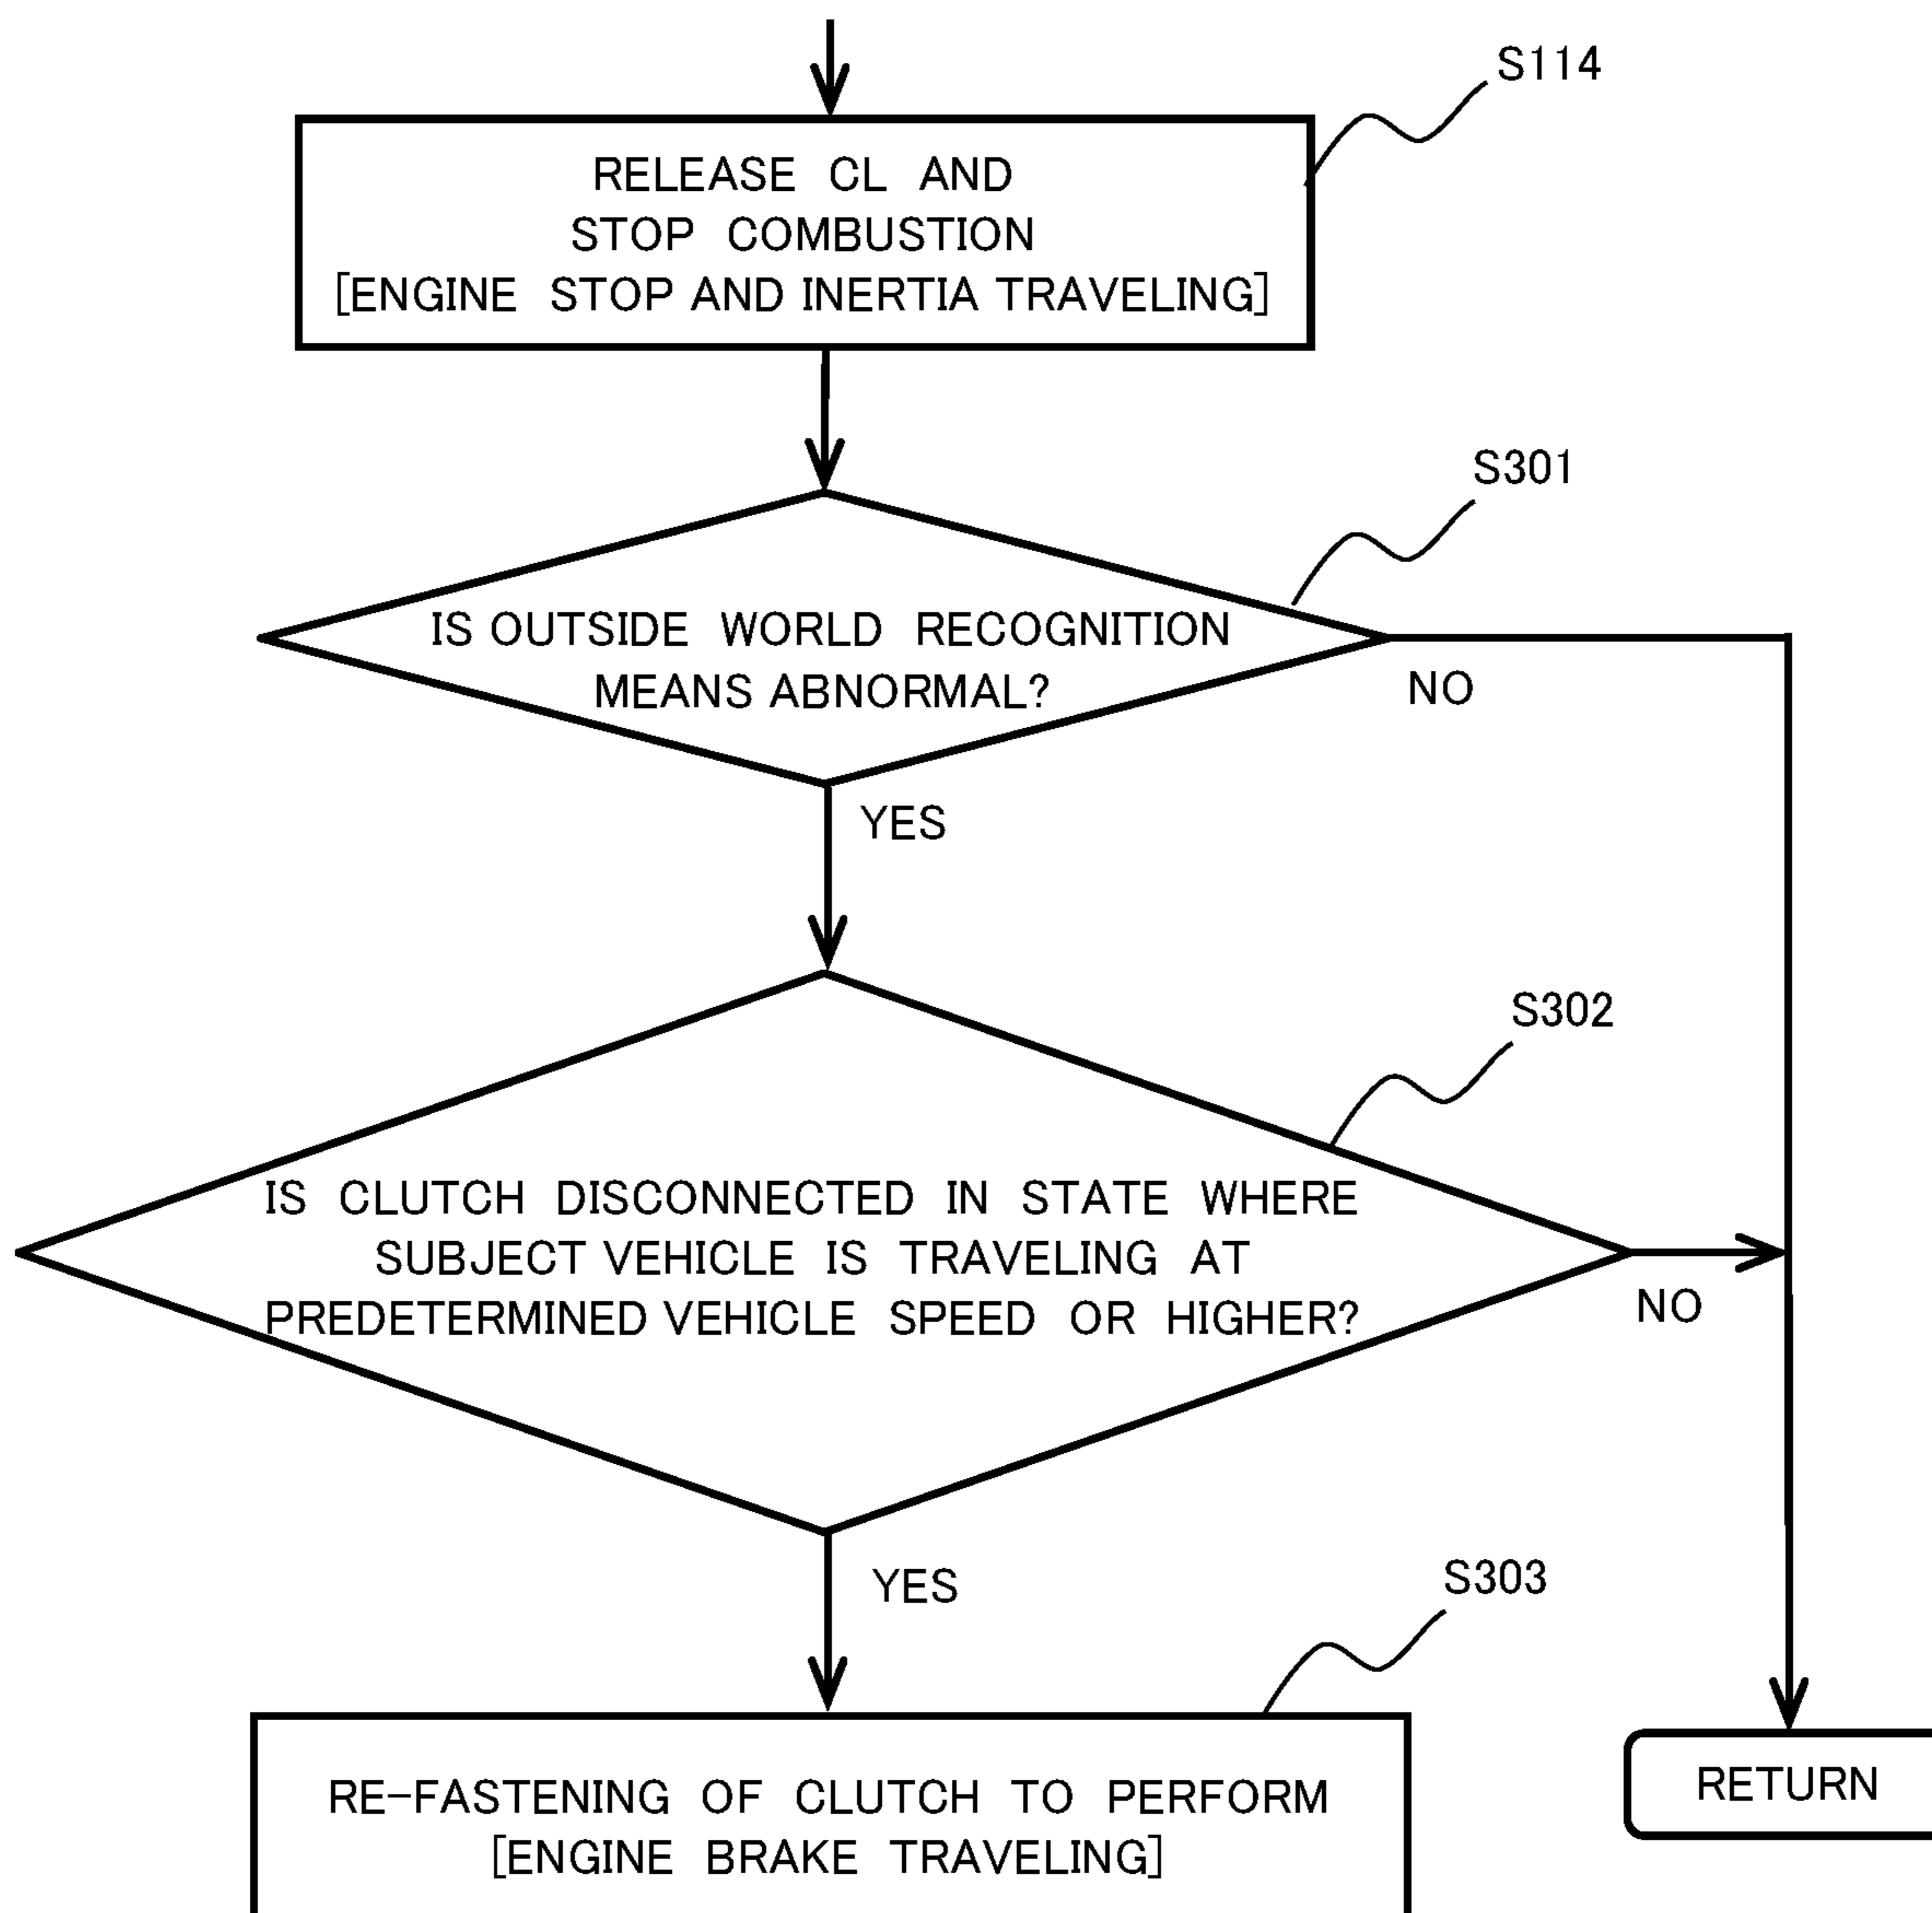 S114
RELEASE CL AND
STOP COMBUSTION
[ENGINE STOP AND INERTIA TRAVELING]
S301
IS OUTSIDE WORLD RECOGNITION
MEANS ABNORMAL?
NO
YES
S302
IS CLUTCH DISCONNECTED IN STATE WHERE
SUBJECT VEHICLE IS TRAVELING AT
PREDETERMINED VEHICLE SPEED OR HIGHER?
NO
YES
S303
RE-FASTENING OF CLUTCH TO PERFORM
[ENGINE BRAKE TRAVELING]
RETURN